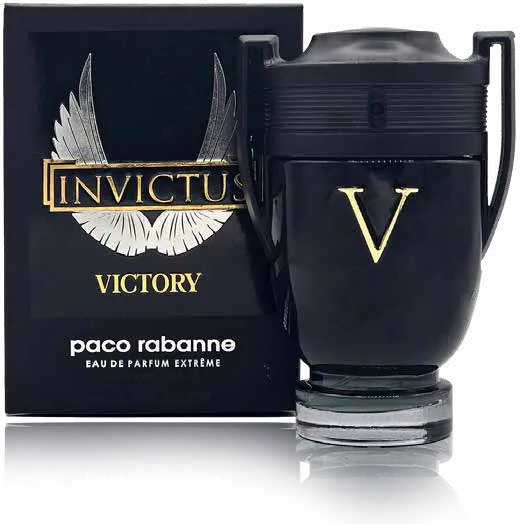 INVICTUS
VICTORY
paco rabanne
EAU DE PARFUM EXTRÊME
V